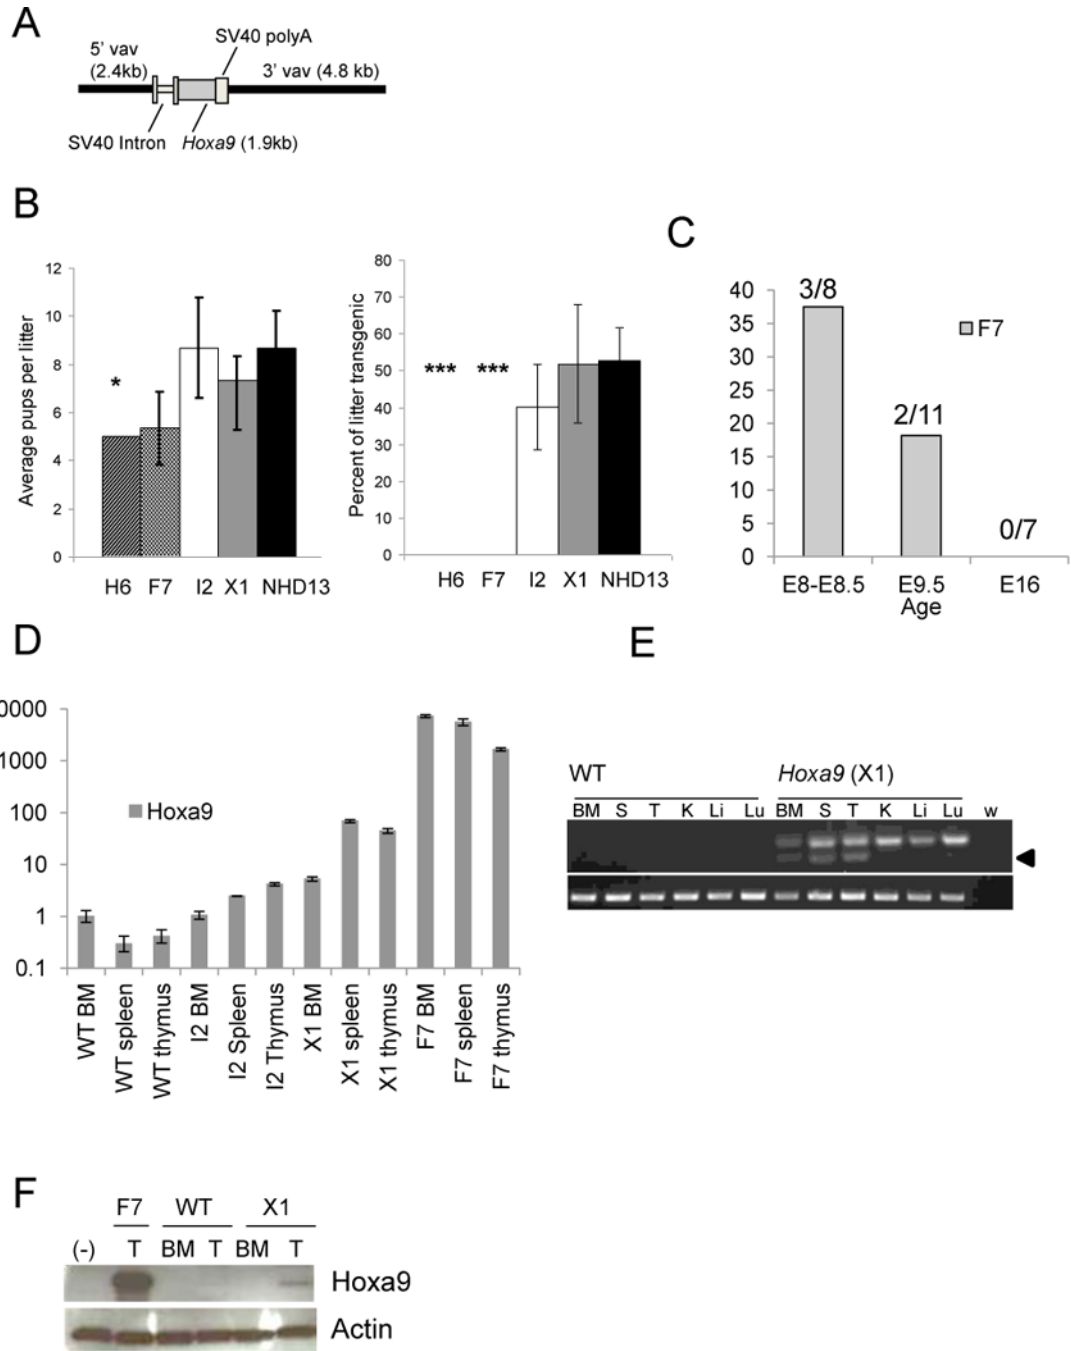 A
SV40 polyA
5' vav
(2.4kb)
3' vav (4.8 kb)
SV40 Intron
Hoxa9 (1.9kb)
B
Average pups per litter
12
10
8
6
4
2
0
*
H6 F7 I2 X1 NHD13
Percent of litter transgenic
80
70
60
50
40
30
20
10
0
*** ***
H6 F7 I2 X1 NHD13
C
40
35
30
25
20
15
10
5
0
3/8
2/11
0/7
F7
E8-E8.5 E9.5 E16
Age
D
0000
1000
100
10
1
0.1
Hoxa9
WT BM
WT spleen
WT thymus
I2 BM
I2 Spleen
I2 Thymus
X1 BM
X1 spleen
X1 thymus
F7 BM
F7 spleen
F7 thymus
E
WT Hoxa9 (X1)
BM S T K Li Lu BM S T K Li Lu w
F
F7 WT X1
(-) T BM T BM T
Hoxa9
Actin